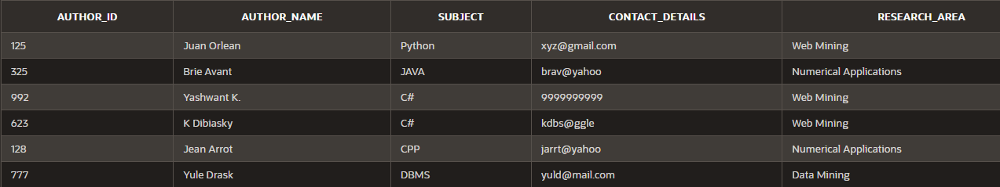 AUTHOR_ID AUTHOR_NAME SUBJECT CONTACT_DETAILS RESEARCH_AREA
125 Juan Orlean Python xyz@gmail.com Web Mining
325 Brie Avant JAVA brav@yahoo Numerical Applications
992 Yashwant K. C# 9999999999 Web Mining
623 K Dibiasky C# kdbs@ggle Web Mining
128 Jean Arrot CPP jarrt@yahoo Numerical Applications
777 Yule Drask DBMS yuld@mail.com Data Mining